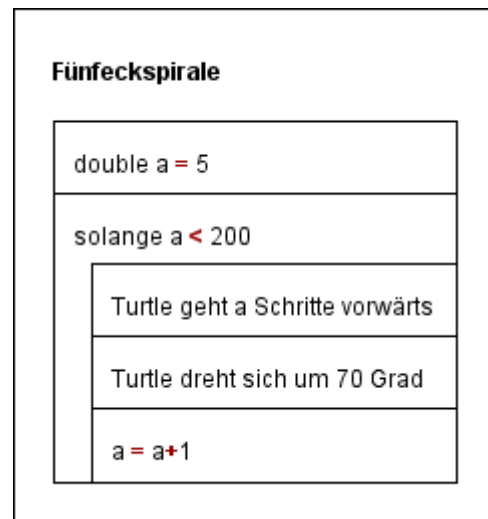 Fünfeckspirale
double a = 5
solange a < 200
Turtle geht a Schritte vorwärts
Turtle dreht sich um 70 Grad
a = a+1